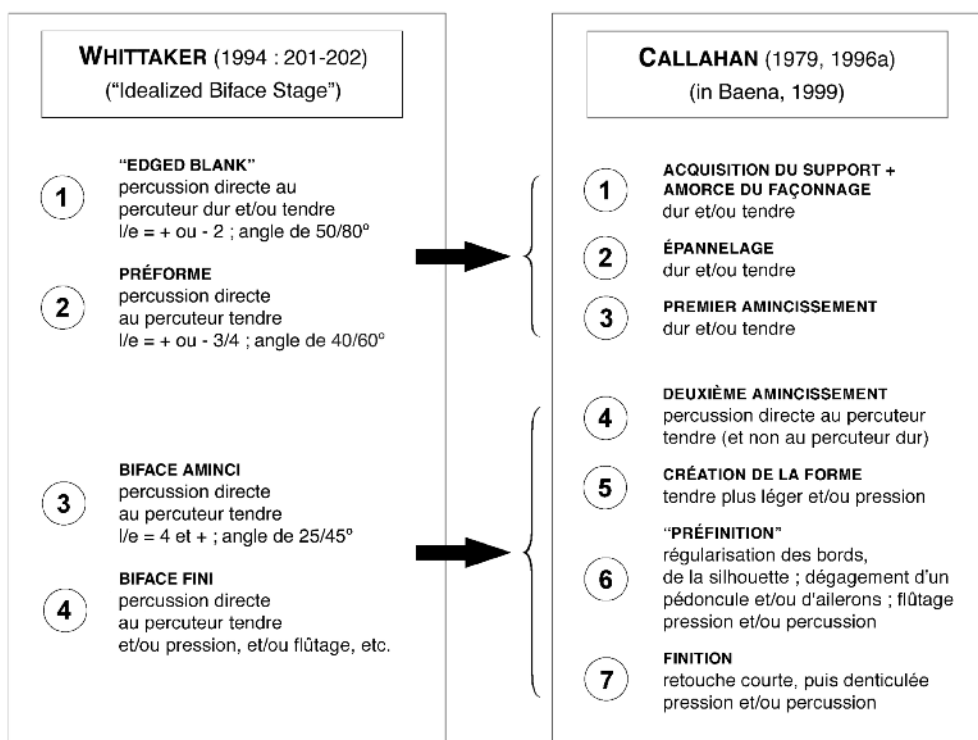 WHITTAKER (1994 : 201-202)
("Idealized Biface Stage")
1
"EDGED BLANK"
percussion directe au
percuteur dur et/ou tendre
l/e = + ou - 2 ; angle de 50/80º
2
PRÉFORME
percussion directe
au percuteur tendre
l/e = + ou - 3/4 ; angle de 40/60º
3
BIFACE AMINCI
percussion directe
au percuteur tendre
l/e = 4 et + ; angle de 25/45º
4
BIFACE FINI
percussion directe
au percuteur tendre
et/ou pression, et/ou flûtage, etc.
CALLAHAN (1979, 1996a)
(in Baena, 1999)
1
ACQUISITION DU SUPPORT +
AMORCE DU FAÇONNAGE
dur et/ou tendre
2
ÉPANNELAGE
dur et/ou tendre
3
PREMIER AMINCISSEMENT
dur et/ou tendre
4
DEUXIÈME AMINCISSEMENT
percussion directe au percuteur
tendre (et non au percuteur dur)
5
CRÉATION DE LA FORME
tendre plus léger et/ou pression
6
"PRÉFINITION"
régularisation des bords,
de la silhouette ; dégagement d'un
pédoncule et/ou d'ailerons ; flûtage
pression et/ou percussion
7
FINITION
retouche courte, puis denticulée
pression et/ou percussion